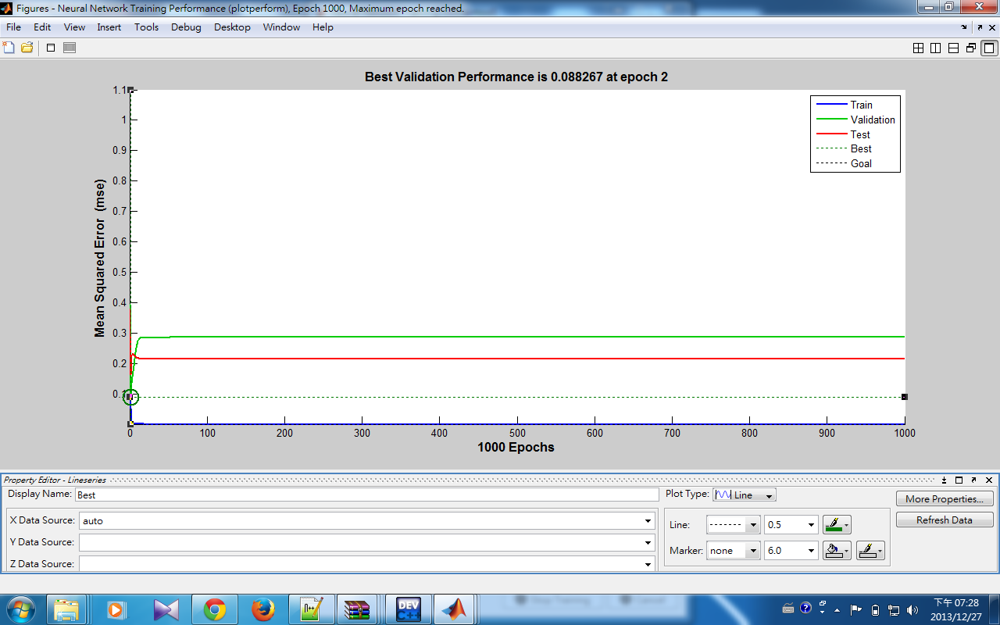 Figures - Neural Network Training Performance (plotperform), Epoch 1000, Maximum epoch reached.
File Edit View Insert Tools Debug Desktop Window Help
Best Validation Performance is 0.088267 at epoch 2
1.1
1
0.9
0.8
0.7
0.6
0.5
0.4
0.3
0.2
0.1
Mean Squared Error (mse)
Train
Validation
Test
Best
Goal
0 100 200 300 400 500 600 700 800 900 1000
1000 Epochs
Property Editor - Lineseries
Display Name: Best
Plot Type: Line
More Properties...
X Data Source: auto
Line: 0.5
Refresh Data
Y Data Source:
Marker: none 6.0
Z Data Source:
N++
DEV
C++
Stop Training Cancel
下午 07:28
2013/12/27